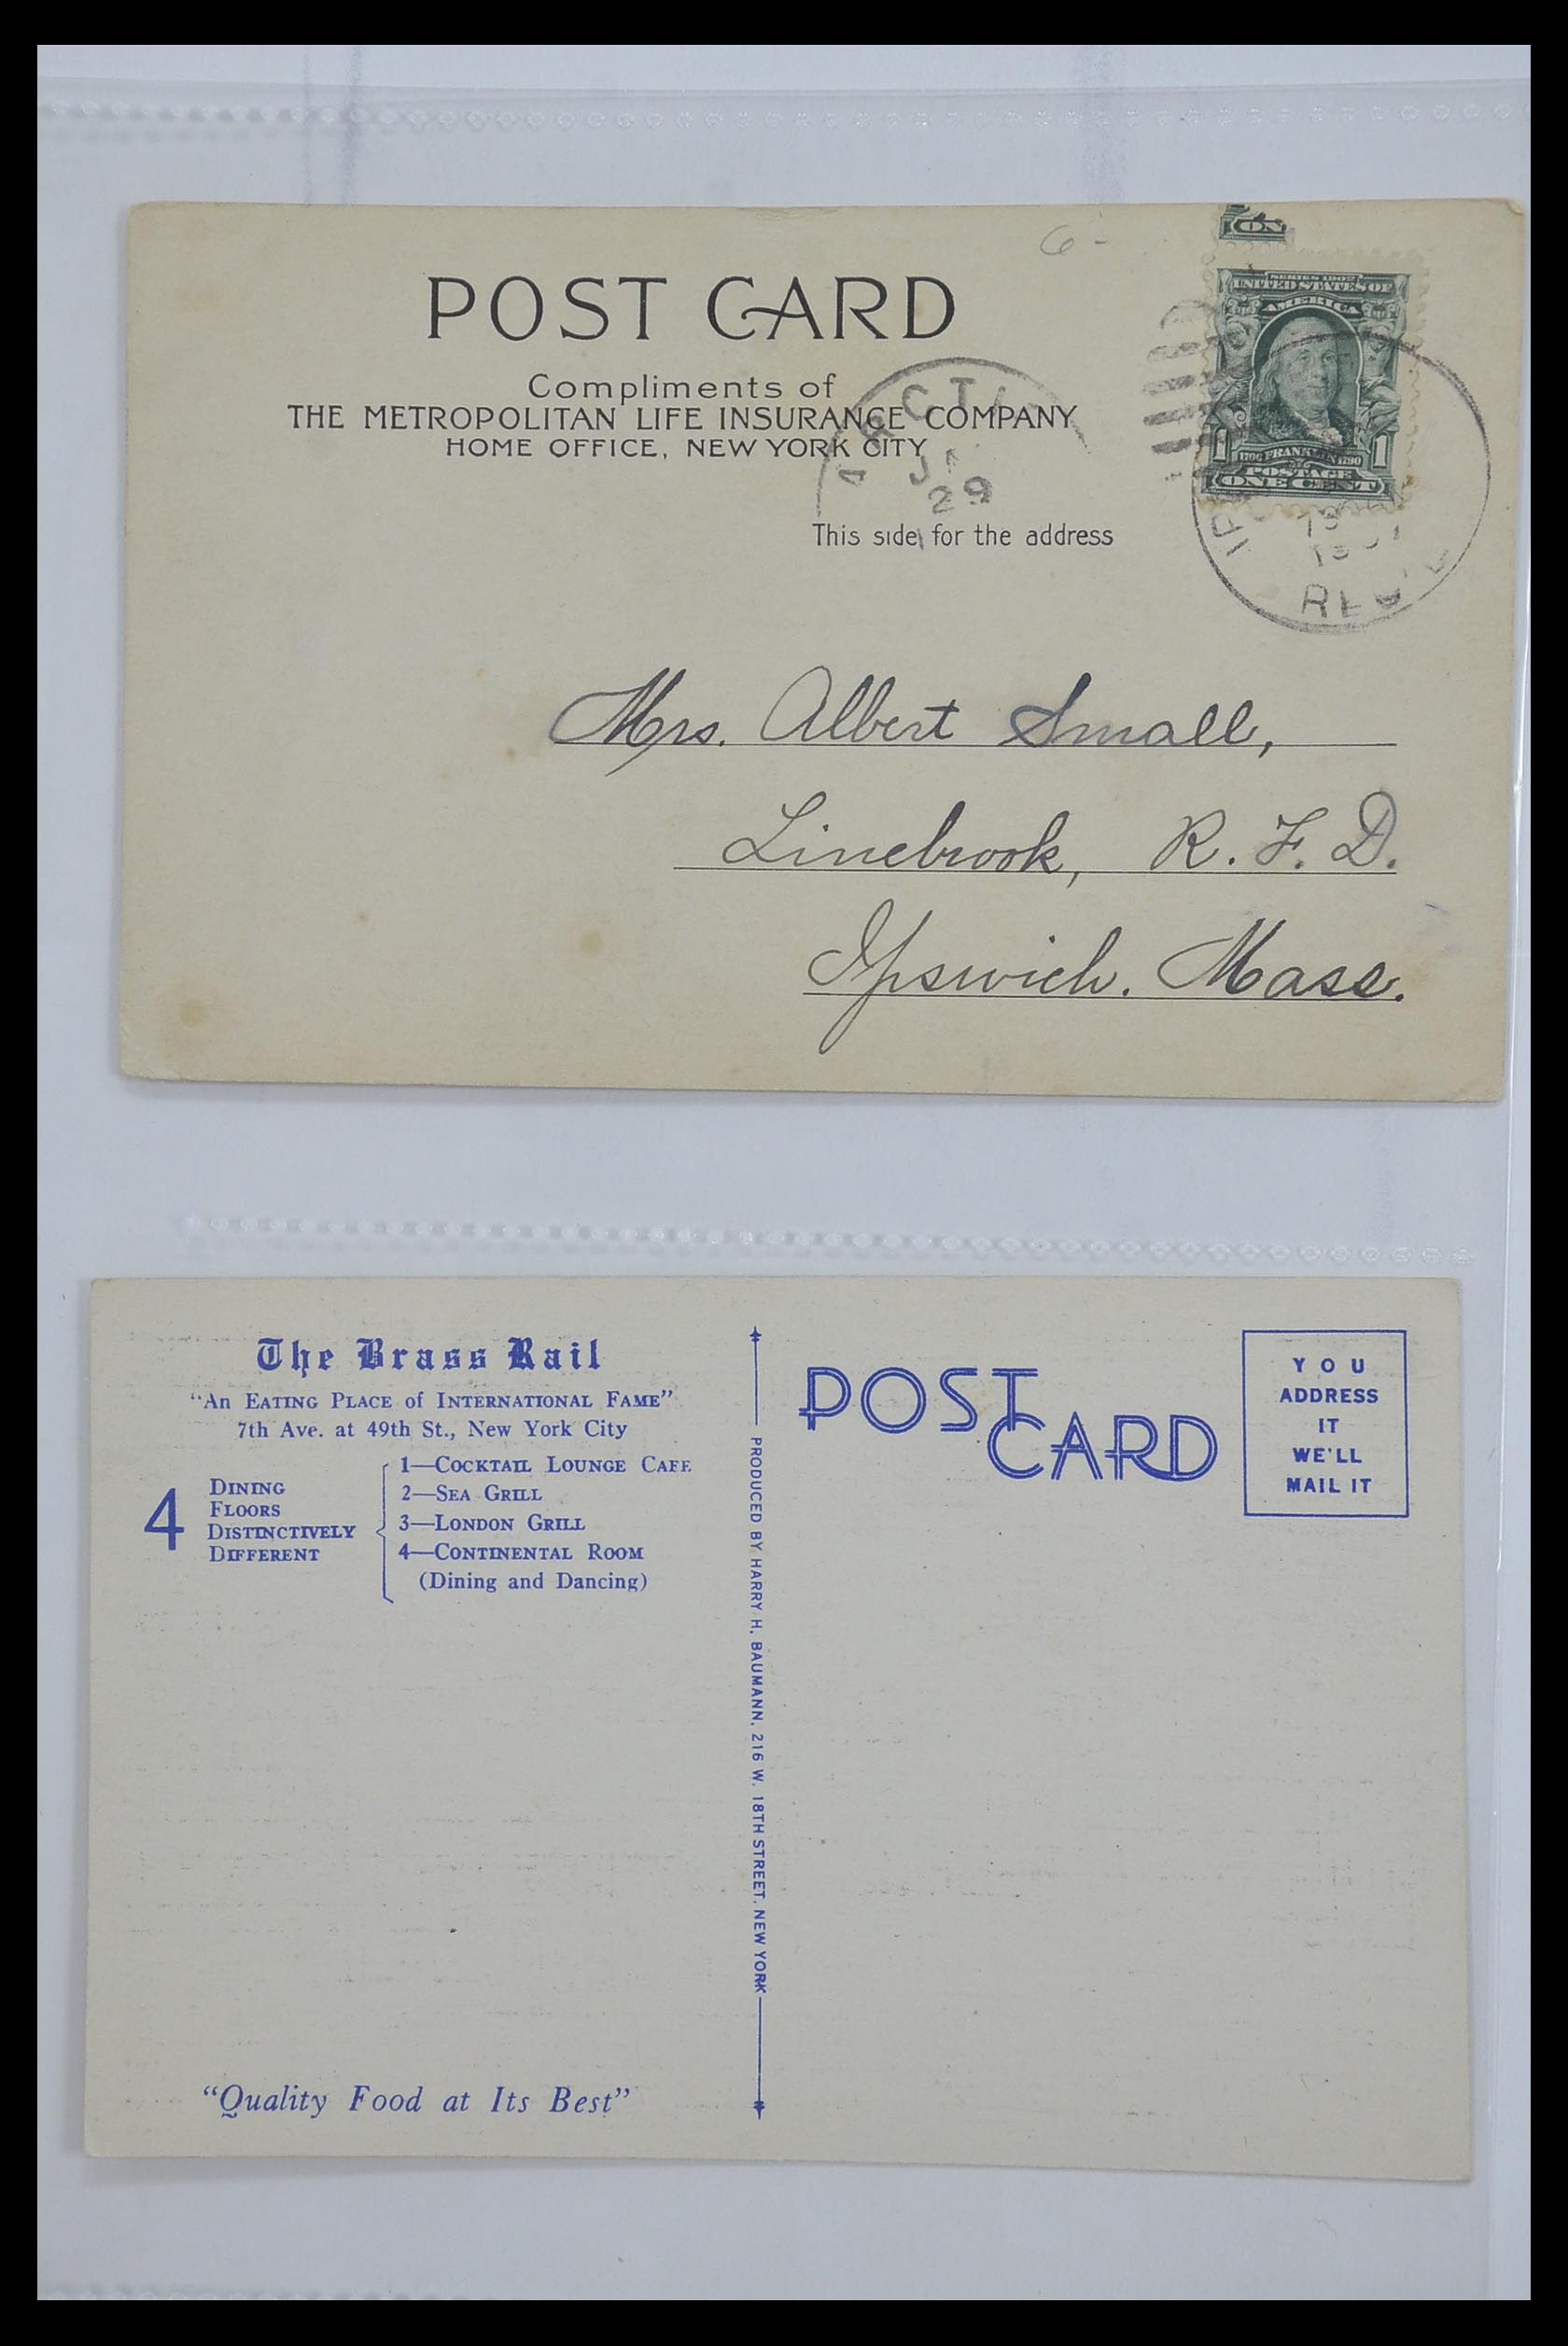 6-
POST CARD
Compliments of
THE METROPOLITAN LIFE INSURANCE COMPANY
HOME OFFICE, NEW YORK CITY
29
This side for the address
SERIES 1902
UNITED STATES OF
AMERICA
1706 FRANKLIN 1790
1 POSTAGE 1
ONE CENT
Mrs. Albert Small,
Linebrook, R. F. D.
Ipswich. Mass.
The Brass Rail
"An EATING PLACE of INTERNATIONAL FAME"
7th Ave. at 49th St., New York City
4 DINING
FLOORS
DISTINCTIVELY
DIFFERENT
1—COCKTAIL LOUNGE CAFE
2—SEA GRILL
3—LONDON GRILL
4—CONTINENTAL ROOM
(Dining and Dancing)
"Quality Food at Its Best"
PRODUCED BY HARRY H. BAUMANN, 216 W. 18TH STREET, NEW YORK
POST
CARD
YOU
ADDRESS
IT
WE'LL
MAIL IT